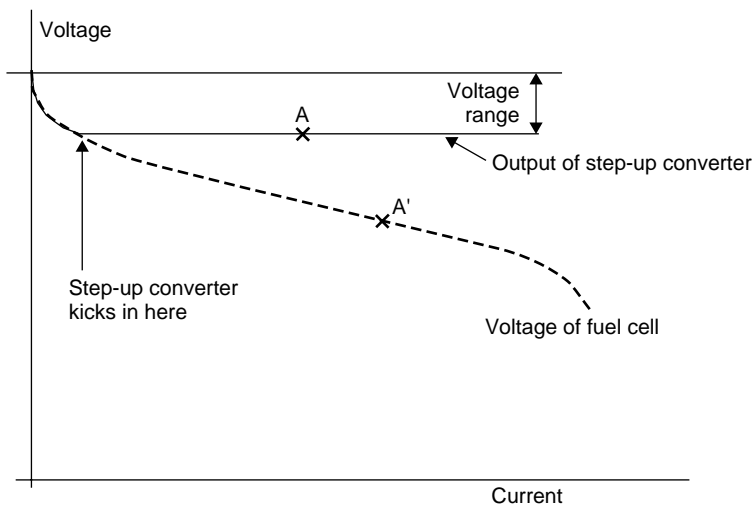 Voltage
Voltage
range
A
Output of step-up converter
A'
Step-up converter
kicks in here
Voltage of fuel cell
Current